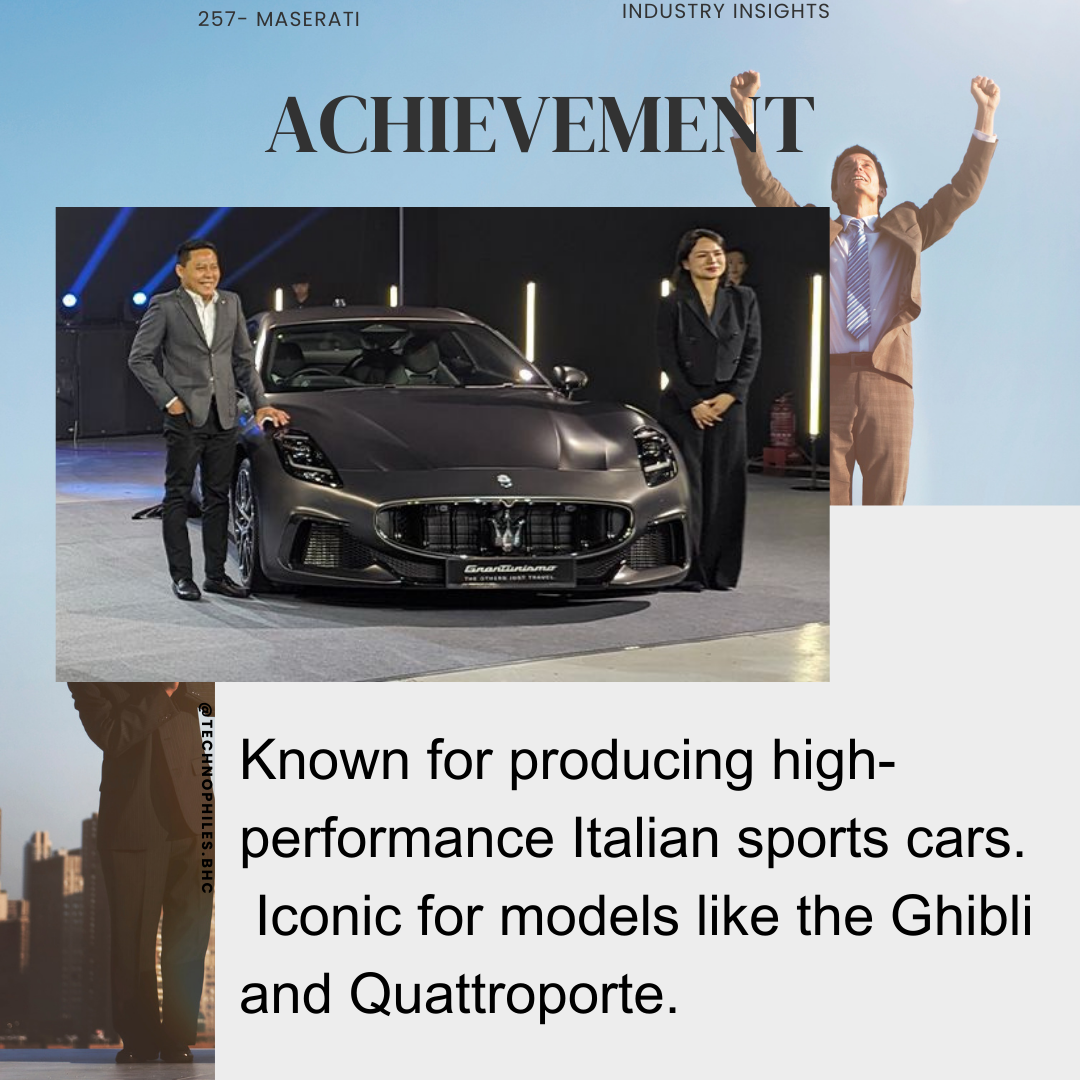 257- MASERATI
INDUSTRY INSIGHTS
ACHIEVEMENT
GranTurismo
THE OTHERS JUST TRAVEL.
@TECHNOPHILES.BHC
Known for producing high-
performance Italian sports cars.
Iconic for models like the Ghibli
and Quattroporte.